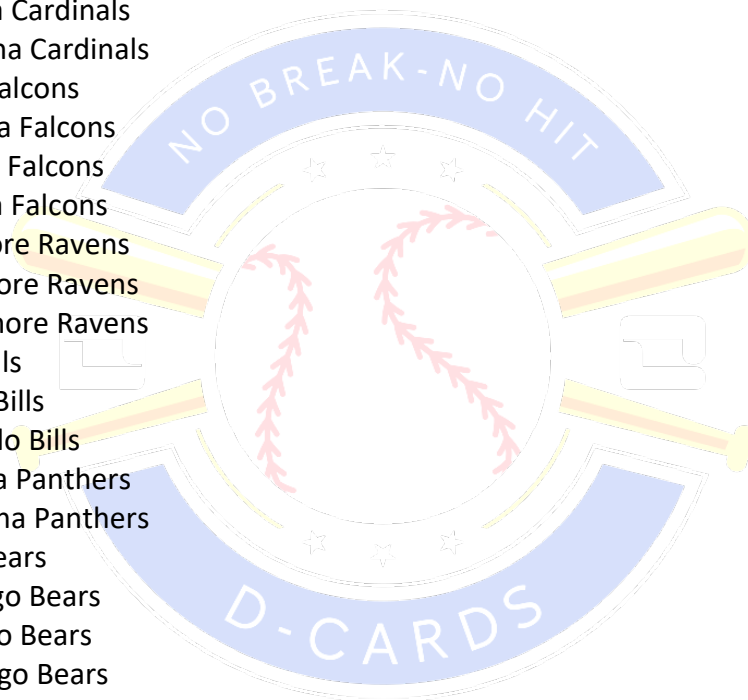 a Cardinals
na Cardinals
alcons
a Falcons
Falcons
Falcons
ore Ravens
ore Ravens
more Ravens
ls
Bills
lo Bills
a Panthers
na Panthers
ears
go Bears
o Bears
go Bears
NO BREAK-NO HIT
D-CARDS